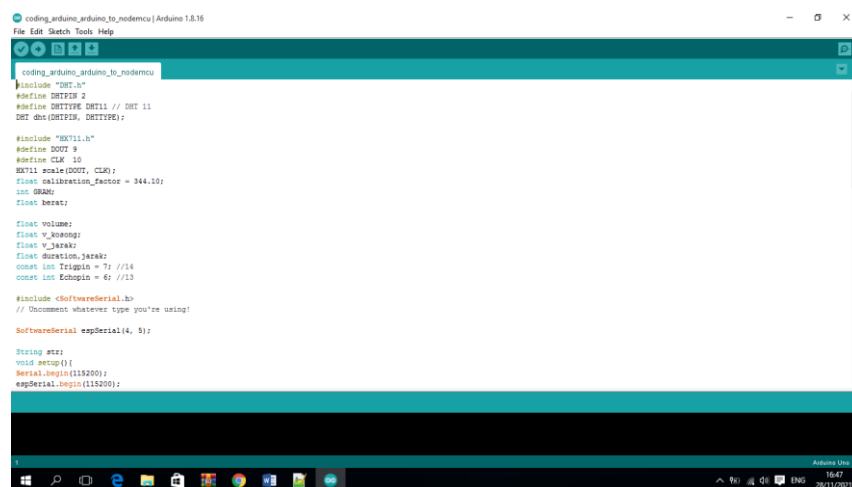 coding_arduino_arduino_to_nodemcu | Arduino 1.8.16
File Edit Sketch Tools Help
coding_arduino_arduino_to_nodemcu
#include "DHT.h"
#define DHTPIN 2
#define DHTTYPE DHT11 // DHT 11
DHT dht(DHTPIN, DHTTYPE);
#include "HX711.h"
#define DOUT 9
#define CLK 10
HX711 scale(DOUT, CLK);
float calibration_factor = 344.10;
int GRAM;
float berat;
float volume;
float v_kosong;
float v_jarak;
float duration,jarak;
const int Trigpin = 7; //14
const int Echopin = 6; //13
#include <SoftwareSerial.h>
// Uncomment whatever type you're using!
SoftwareSerial espSerial(4, 5);
String str;
void setup(){
Serial.begin(115200);
espSerial.begin(115200);
1
Arduino Uno
ENG
16:47
28/11/2021